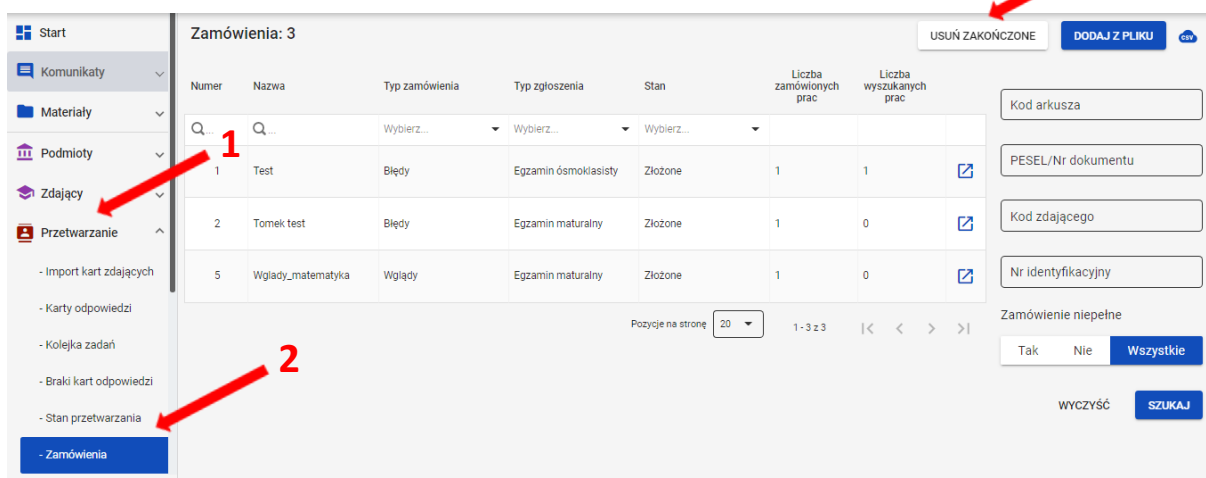 Start
Komunikaty
Materiały
Podmioty
Zdający
Przetwarzanie
- Import kart zdających
- Karty odpowiedzi
- Kolejka zadań
- Braki kart odpowiedzi
- Stan przetwarzania
- Zamówienia
1
2
Zamówienia: 3
USUŃ ZAKOŃCZONE
DODAJ Z PLIKU
csv
Numer Nazwa Typ zamówienia Typ zgłoszenia Stan Liczba zamówionych prac Liczba wyszukanych prac
... ... Wybierz... Wybierz... Wybierz...
1 Test Błędy Egzamin ósmoklasisty Złożone 1 1
2 Tomek test Błędy Egzamin maturalny Złożone 1 0
5 Wglądy_matematyka Wglądy Egzamin maturalny Złożone 1 0
Pozycje na stronę 20 1 - 3 z 3
Kod arkusza
PESEL/Nr dokumentu
Kod zdającego
Nr identyfikacyjny
Zamówienie niepełne
Tak Nie Wszystkie
WYCZYŚĆ SZUKAJ